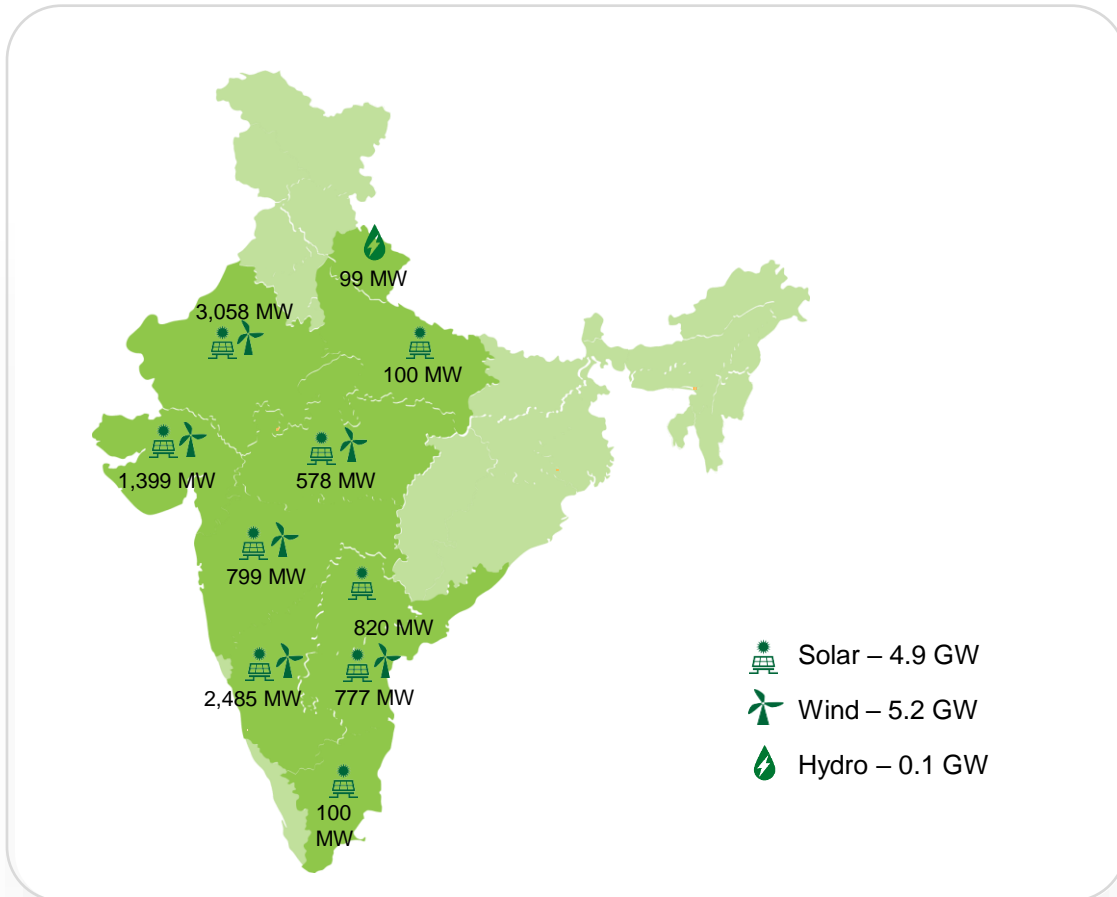 99 MW
3,058 MW
100 MW
1,399 MW
578 MW
799 MW
820 MW
2,485 MW
777 MW
100
MW
Solar – 4.9 GW
Wind – 5.2 GW
Hydro – 0.1 GW